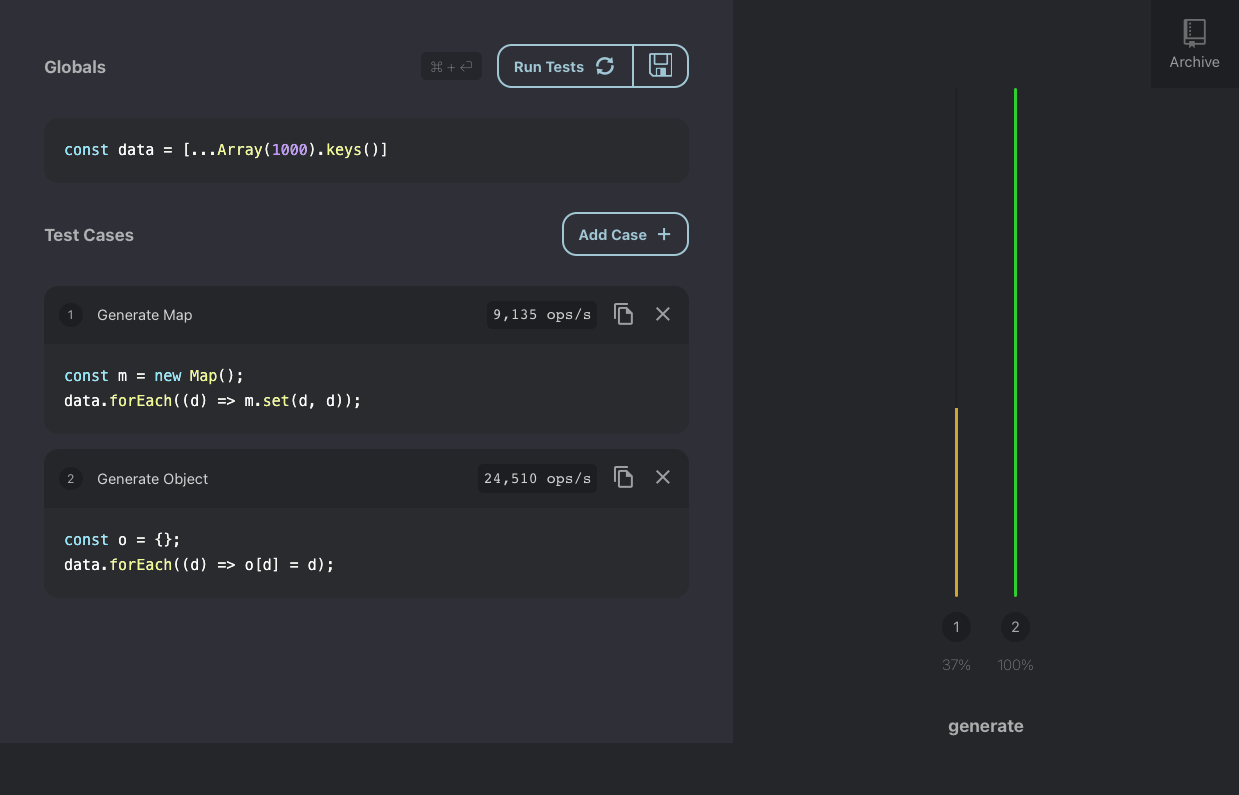 Globals
⌘ + ⏎
Run Tests
Archive
const data = [...Array(1000).keys()]
Test Cases
Add Case +
1 Generate Map 9,135 ops/s
const m = new Map();
data.forEach((d) => m.set(d, d));
2 Generate Object 24,510 ops/s
const o = {};
data.forEach((d) => o[d] = d);
1 2
37% 100%
generate